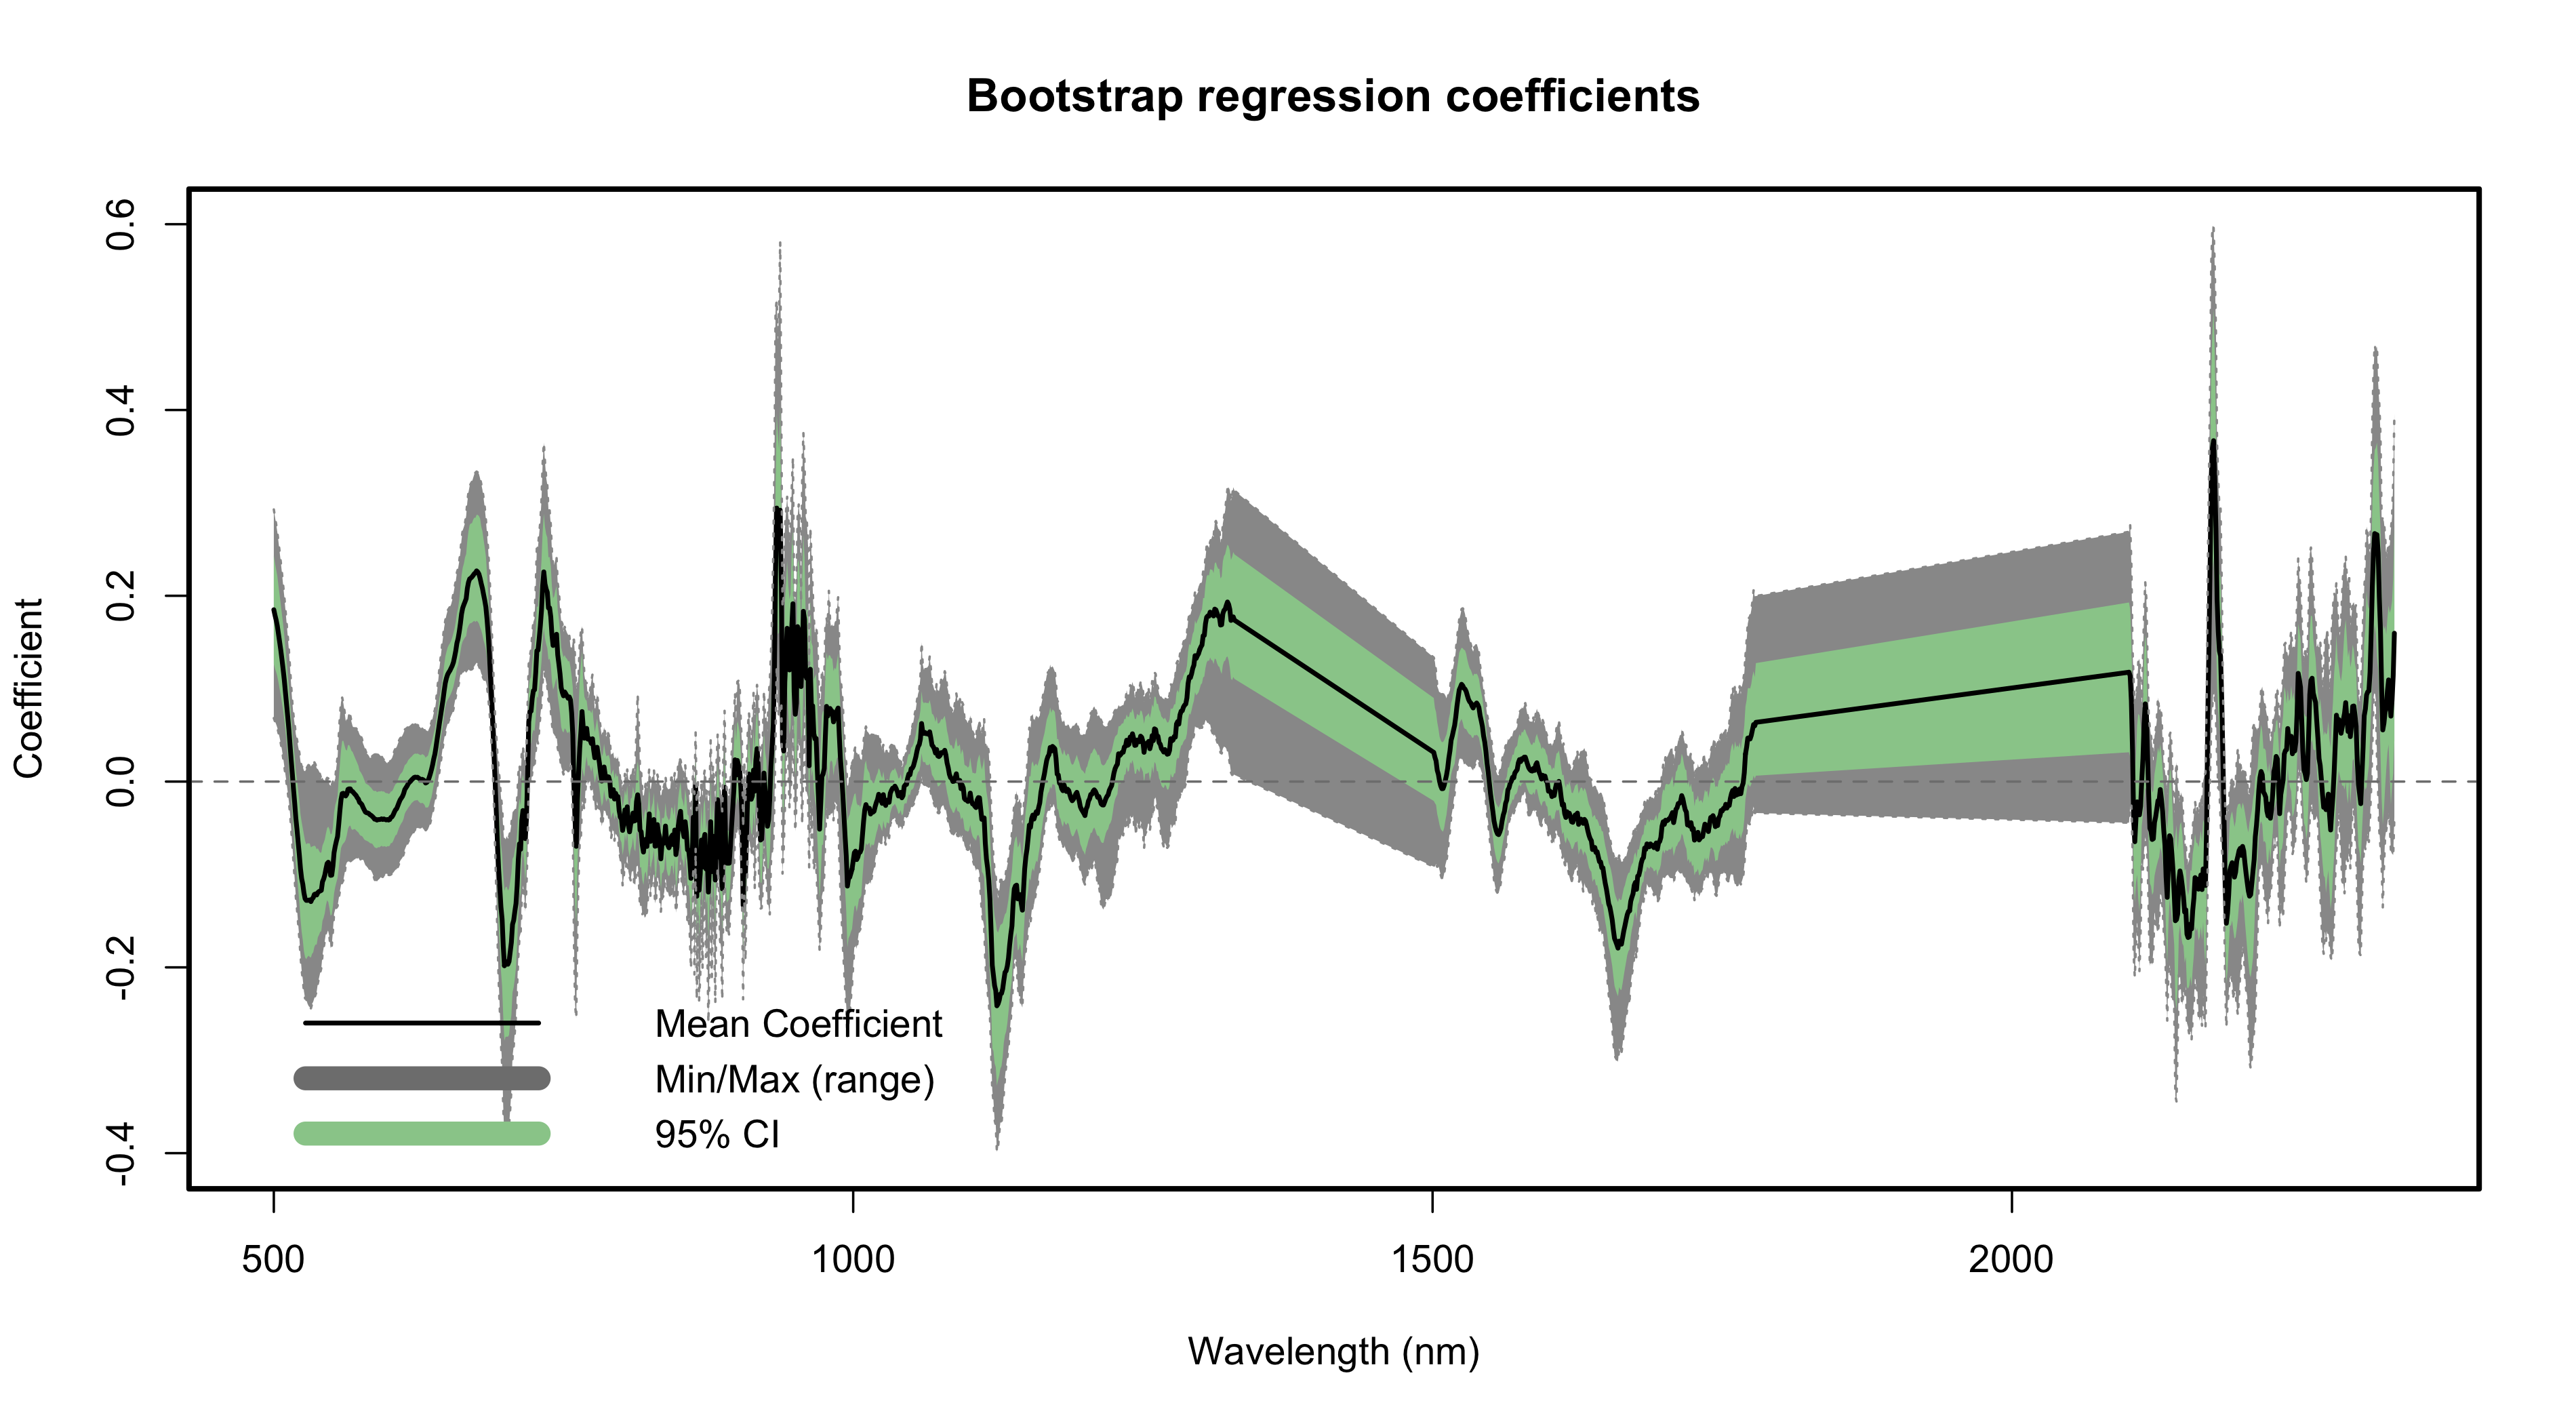 Bootstrap regression coefficients
Coefficient
0.6
0.4
0.2
0.0
-0.2
-0.4
Mean Coefficient
Min/Max (range)
95% CI
500
1000
1500
2000
Wavelength (nm)